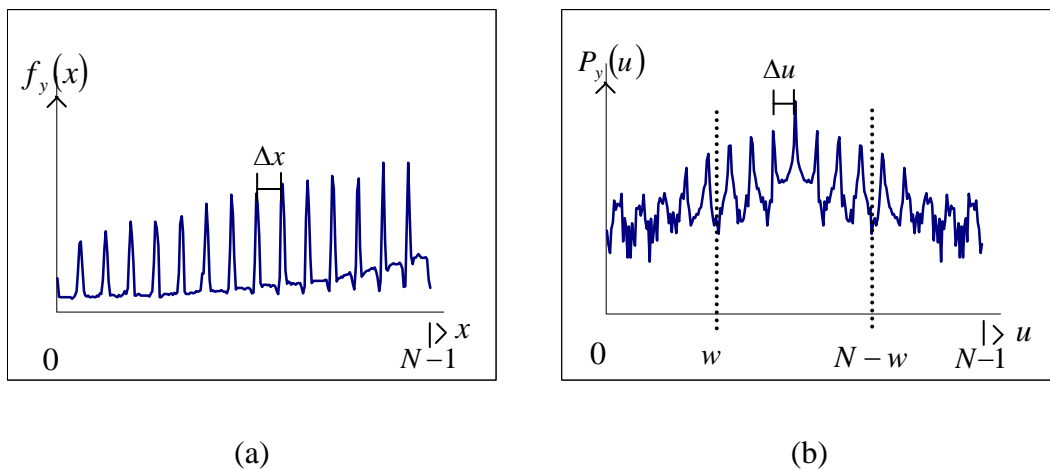 f_y(x)
Δx
0
N−1
x
(a)
P_y(u)
Δu
0
w
N − w
N−1
u
(b)